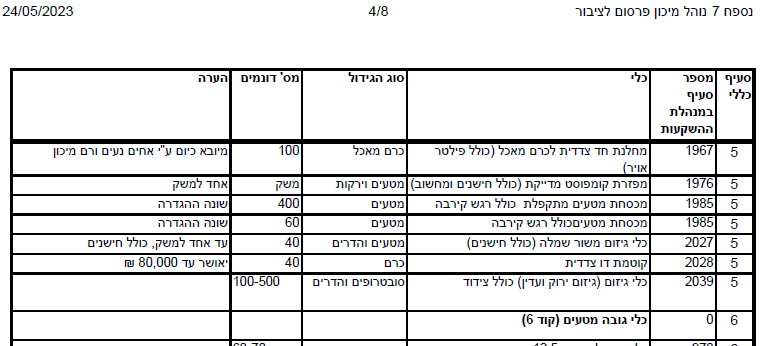 נספח 7 נוהל מיכון פרסום לציבור 4/8 24/05/2023
סעיף כללי מספר סעיף במנהלת ההשקעות כלי סוג הגידול מס' דונמים הערה
5 1967 מחלנת חד צדדית לכרם מאכל (כולל פילטר אויר) כרם מאכל 100 מיובא כיום ע"י אחים נעים ורם מיכון
5 1976 מפזרת קומפוסט מדייקת (כולל חישנים ומחשוב) מטעים וירקות משק אחד למשק
5 1985 מכסחת מטעים מתקפלת כולל רגש קירבה מטעים 400 שונה ההגדרה
5 1985 מכסחת מטעיםכולל רגש קירבה מטעים 60 שונה ההגדרה
5 2027 כלי גיזום משור שמלה (כולל חישנים) מטעים והדרים 40 עד אחד למשק, כולל חישנים
5 2028 קוטמת דו צדדית כרם 40 יאושר עד 80,000 ₪
5 2039 כלי גיזום (גיזום ירוק ועדין) כולל צידוד סובטרופים והדרים 100-500
6 0 כלי גובה מטעים (קוד 6)